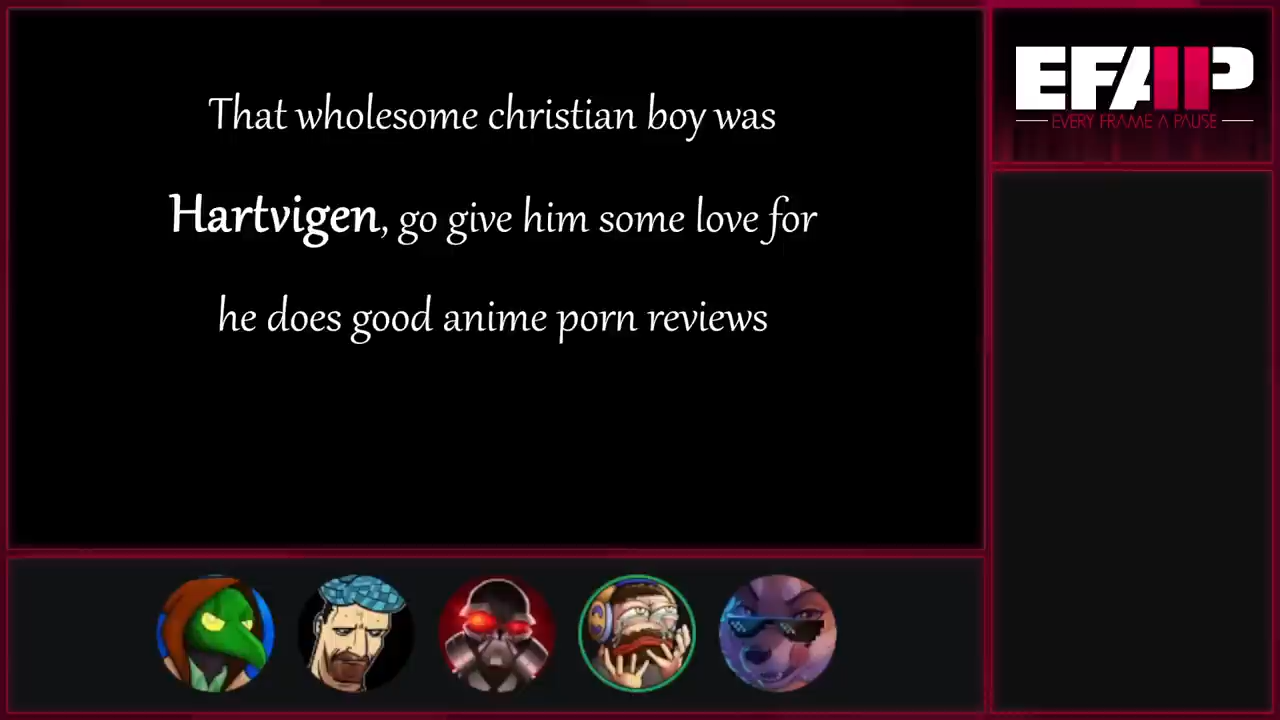 That wholesome christian boy was
Hartvigen, go give him some love for
he does good anime porn reviews
EFAP
EVERY FRAME A PAUSE